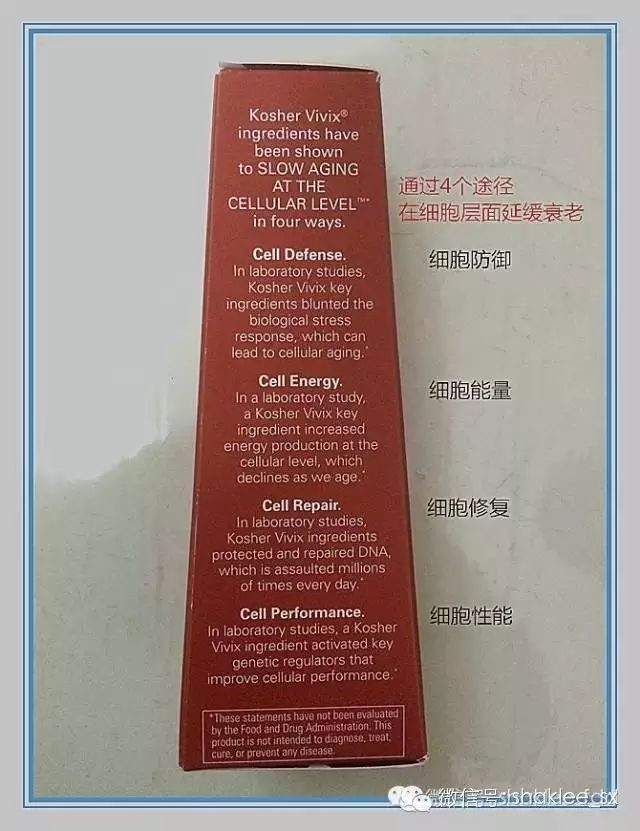 Kosher Vivix®
ingredients have
been shown
to SLOW AGING
AT THE
CELLULAR LEVEL™*
in four ways.
通过4个途径
在细胞层面延缓衰老
Cell Defense.
In laboratory studies,
Kosher Vivix key
ingredients blunted the
biological stress
response, which can
lead to cellular aging.*
细胞防御
Cell Energy.
In a laboratory study,
a Kosher Vivix key
ingredient increased
energy production at the
cellular level, which
declines as we age.*
细胞能量
Cell Repair.
In laboratory studies,
Kosher Vivix ingredients
protected and repaired DNA,
which is assaulted millions
of times every day.*
细胞修复
Cell Performance.
In laboratory studies, a Kosher
Vivix ingredient activated key
genetic regulators that
improve cellular performance.*
细胞性能
*These statements have not been evaluated
by the Food and Drug Administration. This
product is not intended to diagnose, treat,
cure, or prevent any disease.
微信号: shaklee_sx